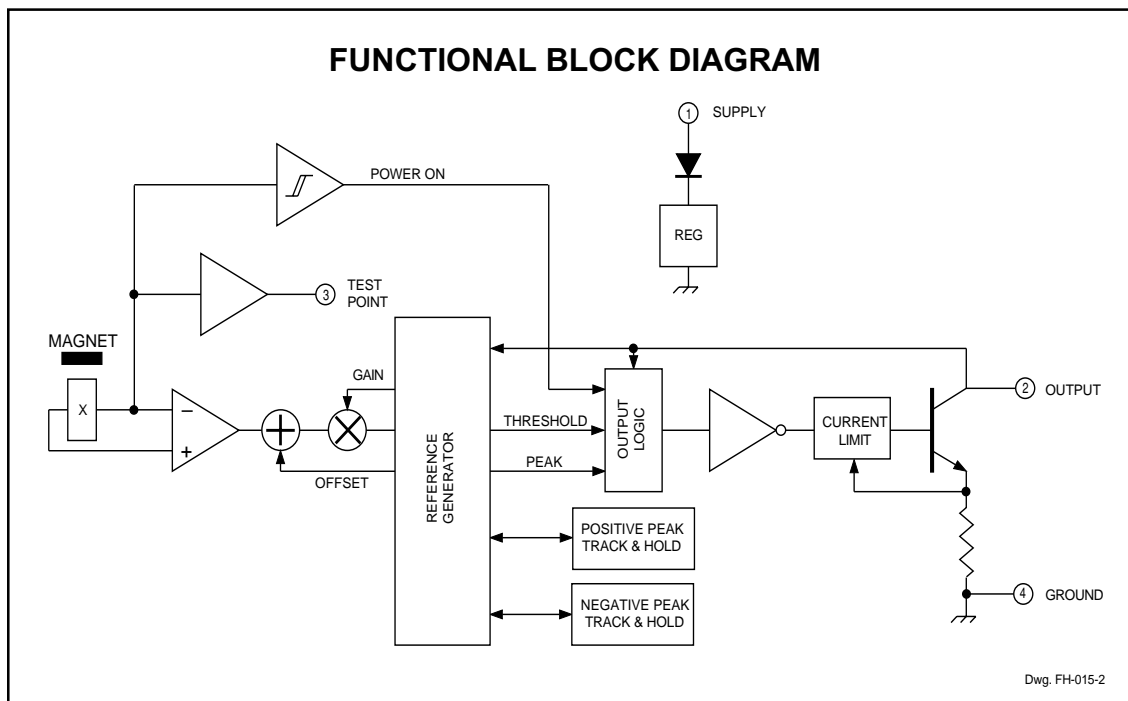 FUNCTIONAL BLOCK DIAGRAM
1
SUPPLY
POWER ON
REG
3
TEST
POINT
MAGNET
X
−
+
GAIN
OFFSET
REFERENCE
GENERATOR
THRESHOLD
PEAK
OUTPUT
LOGIC
CURRENT
LIMIT
2
OUTPUT
POSITIVE PEAK
TRACK & HOLD
NEGATIVE PEAK
TRACK & HOLD
4
GROUND
Dwg. FH-015-2